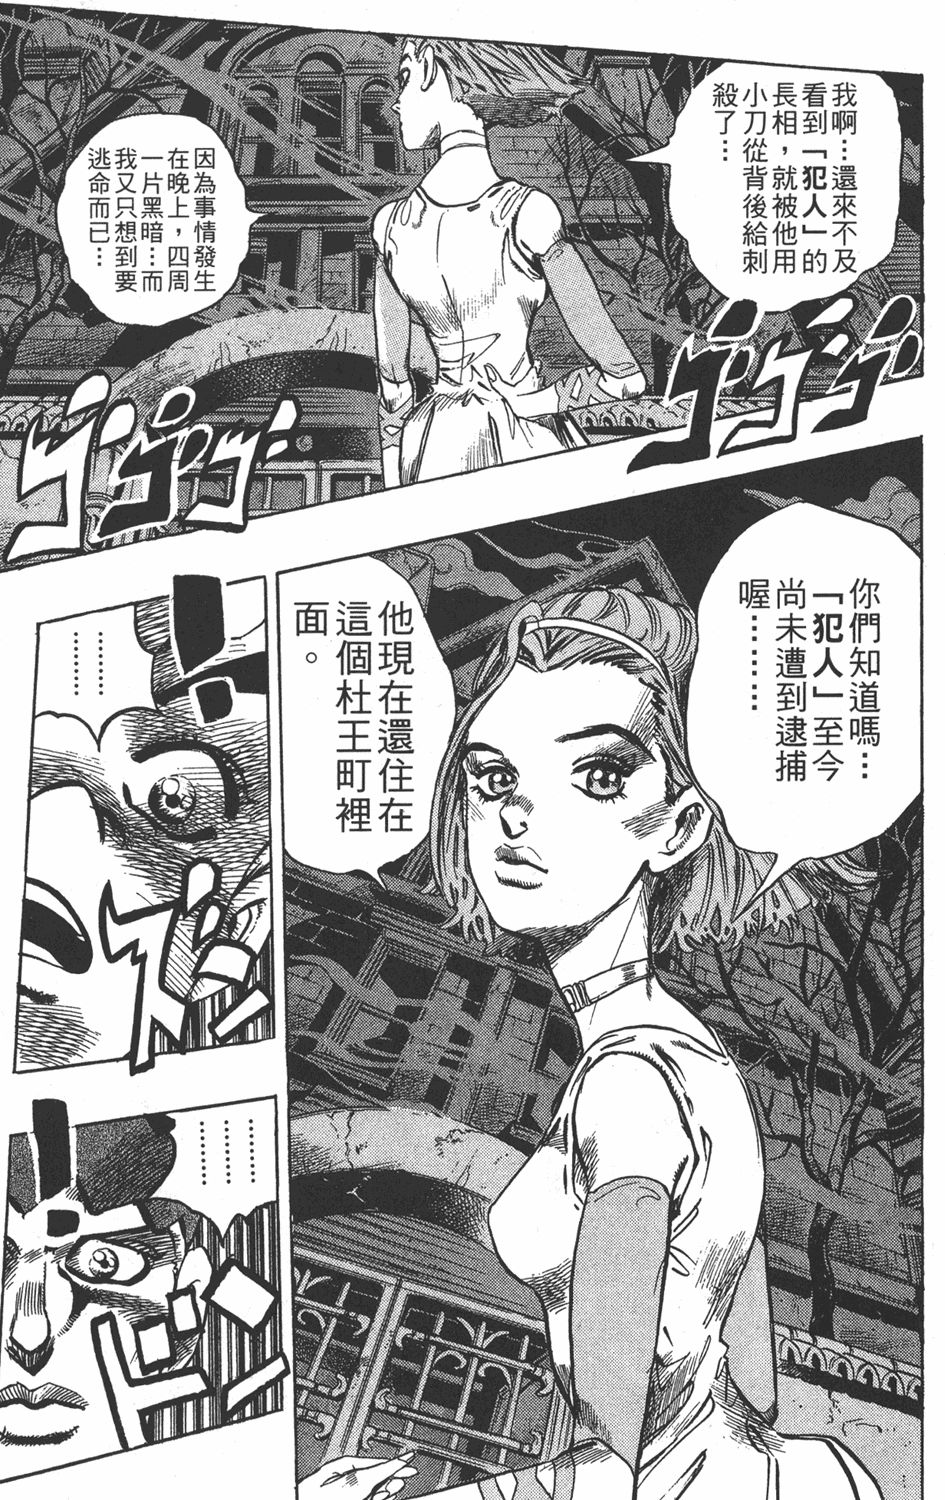 我啊…還來不及
看到「犯人」的
長相，就被他用
小刀從背後給刺
殺了…
因為事情發生
在晚上，四周
一片黑暗…而
我又只想到要
逃命而已…
ゴゴゴ
ゴゴゴ
你們知道嗎…
「犯人」至今
尚未遭到逮捕
喔………
他現在還住在
這個杜王町裡
面。
……
……
ズン
……
……
ドン